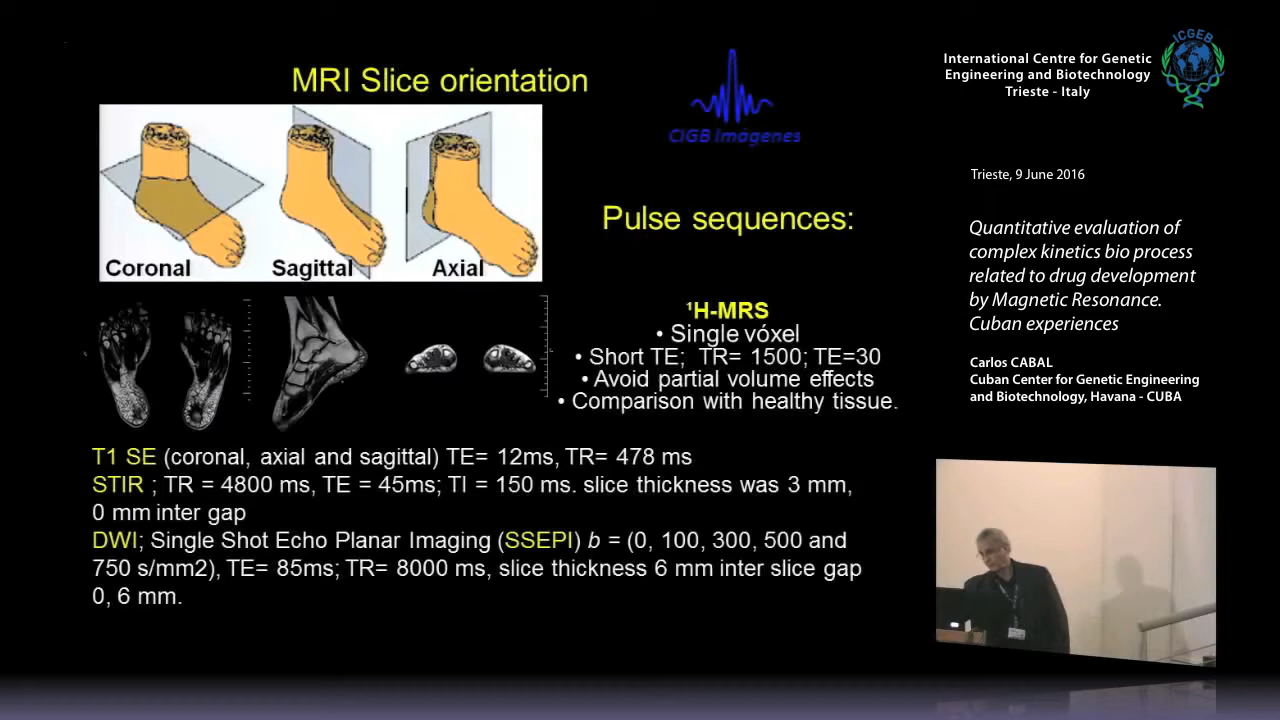 MRI Slice orientation
Coronal
Sagittal
Axial
CIGB Imágenes
Pulse sequences:
¹H-MRS
• Single vóxel
• Short TE; TR= 1500; TE=30
• Avoid partial volume effects
• Comparison with healthy tissue.
T1 SE (coronal, axial and sagittal) TE= 12ms, TR= 478 ms
STIR ; TR = 4800 ms, TE = 45ms; TI = 150 ms. slice thickness was 3 mm,
0 mm inter gap
DWI; Single Shot Echo Planar Imaging (SSEPI) b = (0, 100, 300, 500 and
750 s/mm2), TE= 85ms; TR= 8000 ms, slice thickness 6 mm inter slice gap
0, 6 mm.
International Centre for Genetic
Engineering and Biotechnology
Trieste - Italy
ICGEB
Trieste, 9 June 2016
Quantitative evaluation of
complex kinetics bio process
related to drug development
by Magnetic Resonance.
Cuban experiences
Carlos CABAL
Cuban Center for Genetic Engineering
and Biotechnology, Havana - CUBA